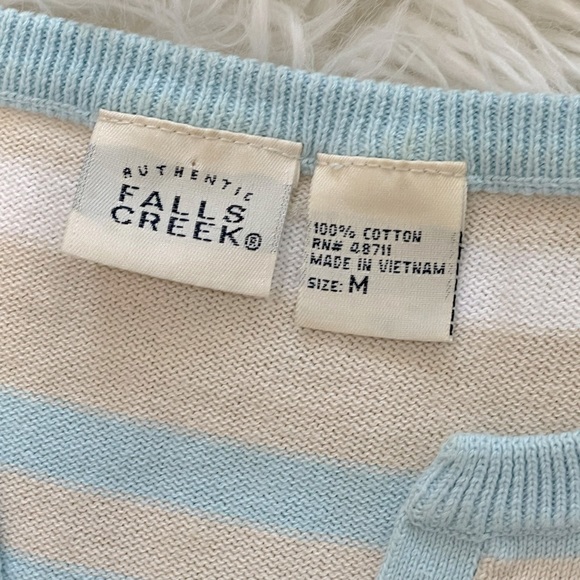 AUTHENTIC
FALLS
CREEK®
100% COTTON
RN# 48711
MADE IN VIETNAM
SIZE: M